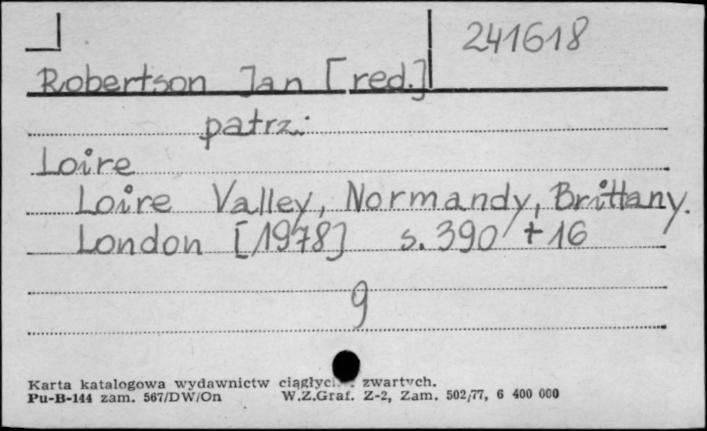 241618
Robertson Ian [red.]
patrz:
Loire
Loire Valley, Normandy, Brittany.
London [1978] s. 390 + 16
9
Karta katalogowa wydawnictw zwartych.
Pu-B-144 zam. 567/DW/On W.Z.Graf. Z-2, Zam. 502/77, 6 400 000